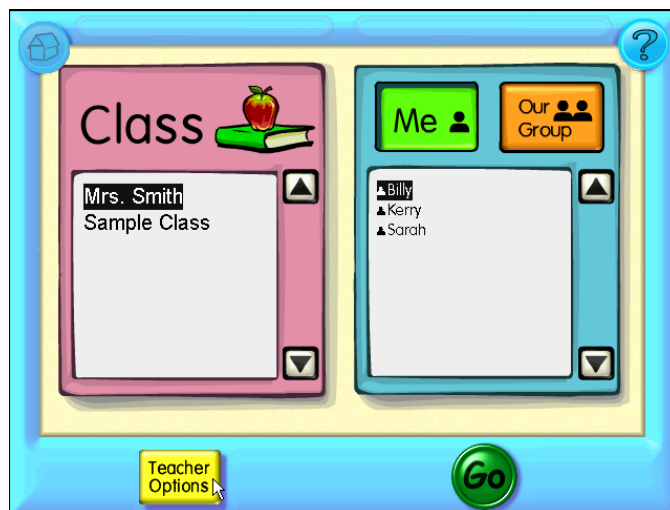 ?
Class
Mrs. Smith
Sample Class
Me
Our
Group
Billy
Kerry
Sarah
Teacher
Options
Go